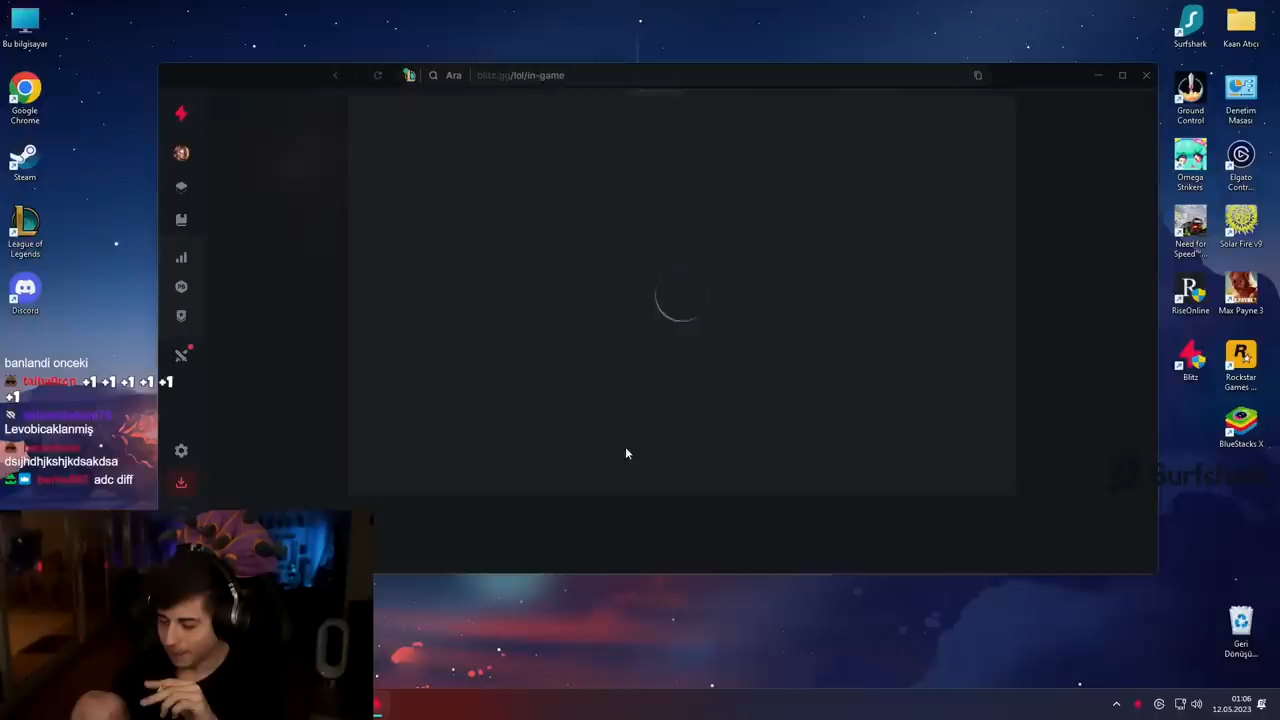 Bu bilgisayar
Google
Chrome
Steam
League of
Legends
Discord
Ara
blitz.gg/lol/in-game
Surfshark
Kaan Atıcı
Ground
Control
Denetim
Masası
Omega
Strikers
Elgato
Contr...
Need for
Speed™...
Solar Fire v9
RiseOnline
Max Payne 3
Blitz
Rockstar
Games ...
BlueStacks X
Surfshark
banlandi onceki
+1 +1 +1 +1 +1
+1
Levobicaklanmiş
dsıjhdhjkshjkdsakdsa
adc diff
Geri
Dönüşü...
01:06
12.05.2023